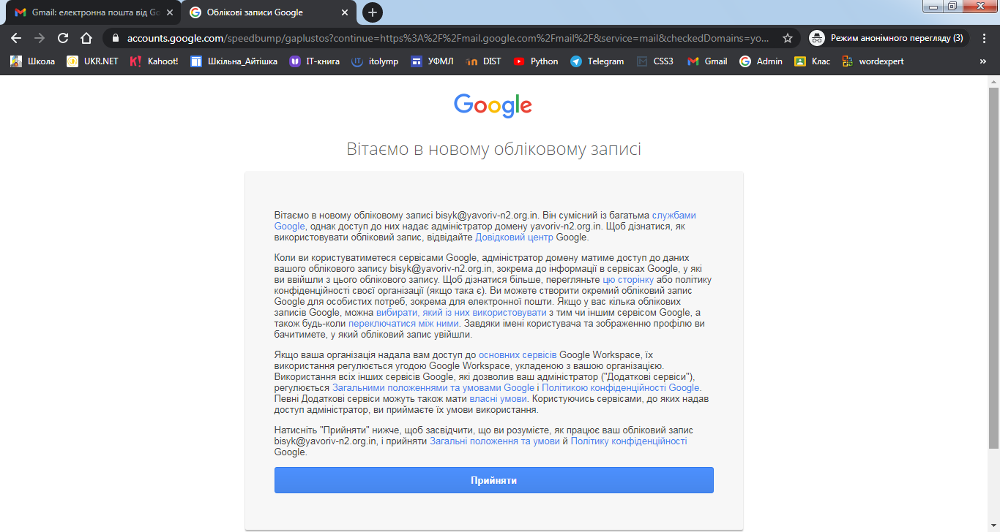 Gmail: електронна пошта від Go
Облікові записи Google
accounts.google.com/speedbump/gaplustos?continue=https%3A%2F%2Fmail.google.com%2Fmail%2F&service=mail&checkedDomains=yo...
Режим анонімного перегляду (3)
Школа UKR.NET Kahoot! Шкільна_Айтішка ІТ-книга itolymp УФМЛ DIST Python Telegram CSS3 Gmail Admin Клас wordexpert »
Google
Вітаємо в новому обліковому записі
Вітаємо в новому обліковому записі bisyk@yavoriv-n2.org.in. Він сумісний із багатьма службами
Google, однак доступ до них надає адміністратор домену yavoriv-n2.org.in. Щоб дізнатися, як
використовувати обліковий запис, відвідайте Довідковий центр Google.
Коли ви користуватиметеся сервісами Google, адміністратор домену матиме доступ до даних
вашого облікового запису bisyk@yavoriv-n2.org.in, зокрема до інформації в сервісах Google, у які
ви ввійшли з цього облікового запису. Щоб дізнатися більше, перегляньте цю сторінку або політику
конфіденційності своєї організації (якщо така є). Ви можете створити окремий обліковий запис
Google для особистих потреб, зокрема для електронної пошти. Якщо у вас кілька облікових
записів Google, можна вибирати, який із них використовувати з тим чи іншим сервісом Google, а
також будь-коли переключатися між ними. Завдяки імені користувача та зображенню профілю ви
бачитимете, у який обліковий запис увійшли.
Якщо ваша організація надала вам доступ до основних сервісів Google Workspace, їх
використання регулюється угодою Google Workspace, укладеною з вашою організацією.
Використання всіх інших сервісів Google, які дозволив ваш адміністратор ("Додаткові сервіси"),
регулюється Загальними положеннями та умовами Google і Політикою конфіденційності Google.
Певні Додаткові сервіси можуть також мати власні умови. Користуючись сервісами, до яких надав
доступ адміністратор, ви приймаєте їх умови використання.
Натисніть "Прийняти" нижче, щоб засвідчити, що ви розумієте, як працює ваш обліковий запис
bisyk@yavoriv-n2.org.in, і прийняти Загальні положення та умови й Політику конфіденційності
Google.
Прийняти